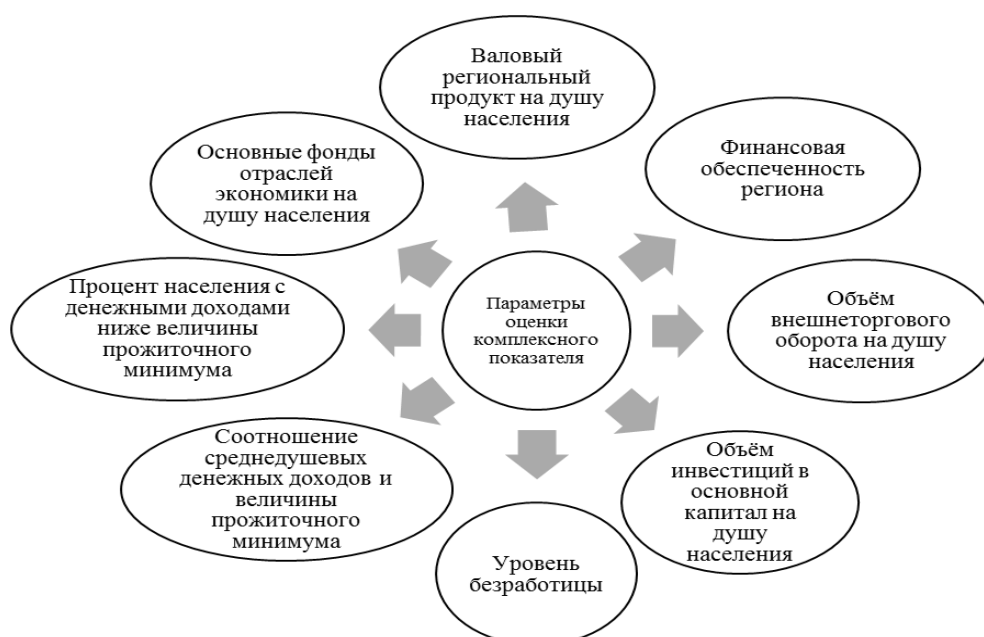 Валовый
региональный
продукт на душу
населения
Финансовая
обеспеченность
региона
Объём
внешнеторгового
оборота на душу
населения
Объём
инвестиций в
основной
капитал на
душу
населения
Уровень
безработицы
Соотношение
среднедушевых
денежных доходов и
величины
прожиточного
минимума
Процент населения с
денежными доходами
ниже величины
прожиточного
минимума
Основные фонды
отраслей
экономики на
душу населения
Параметры
оценки
комплексного
показателя